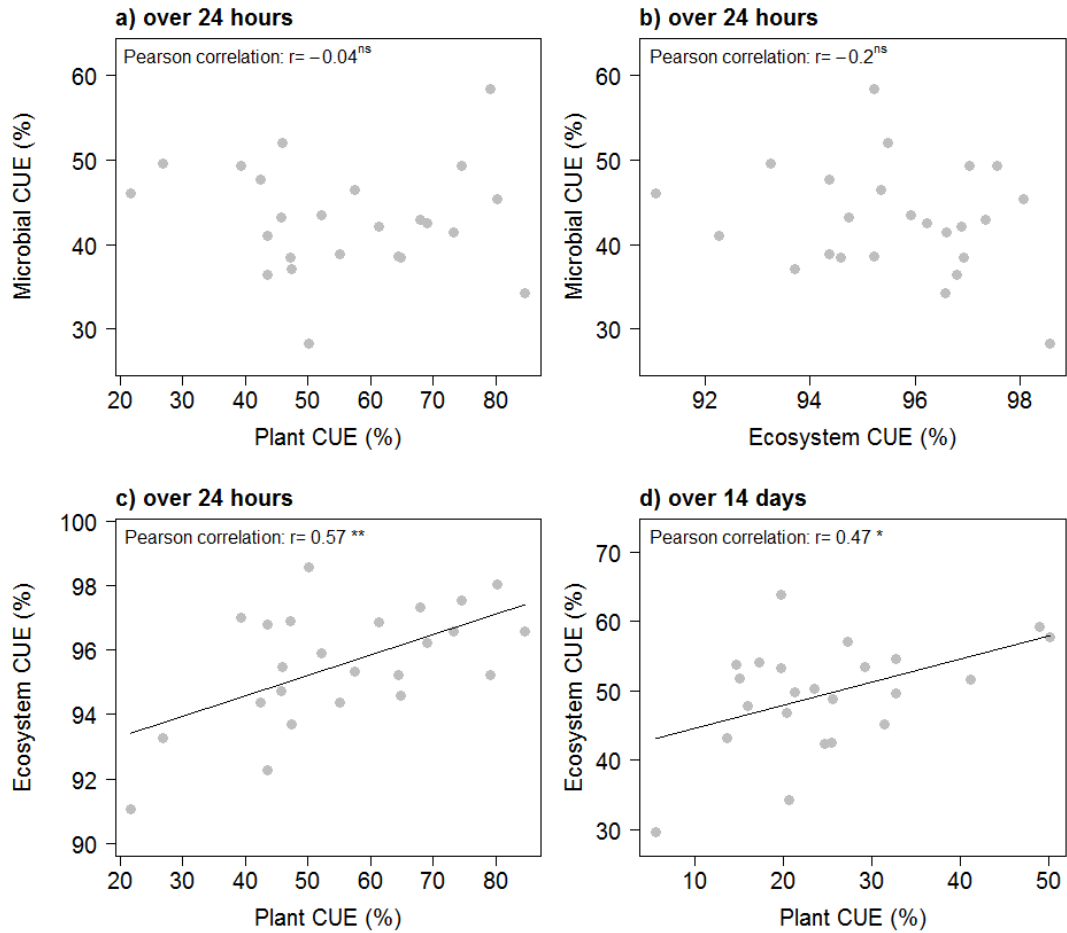 a) over 24 hours
Pearson correlation: r= −0.04ns
60
50
40
30
Microbial CUE (%)
20 30 40 50 60 70 80
Plant CUE (%)
b) over 24 hours
Pearson correlation: r= −0.2ns
60
50
40
30
Microbial CUE (%)
92 94 96 98
Ecosystem CUE (%)
c) over 24 hours
Pearson correlation: r= 0.57 **
100
98
96
94
92
90
Ecosystem CUE (%)
20 30 40 50 60 70 80
Plant CUE (%)
d) over 14 days
Pearson correlation: r= 0.47 *
70
60
50
40
30
Ecosystem CUE (%)
10 20 30 40 50
Plant CUE (%)